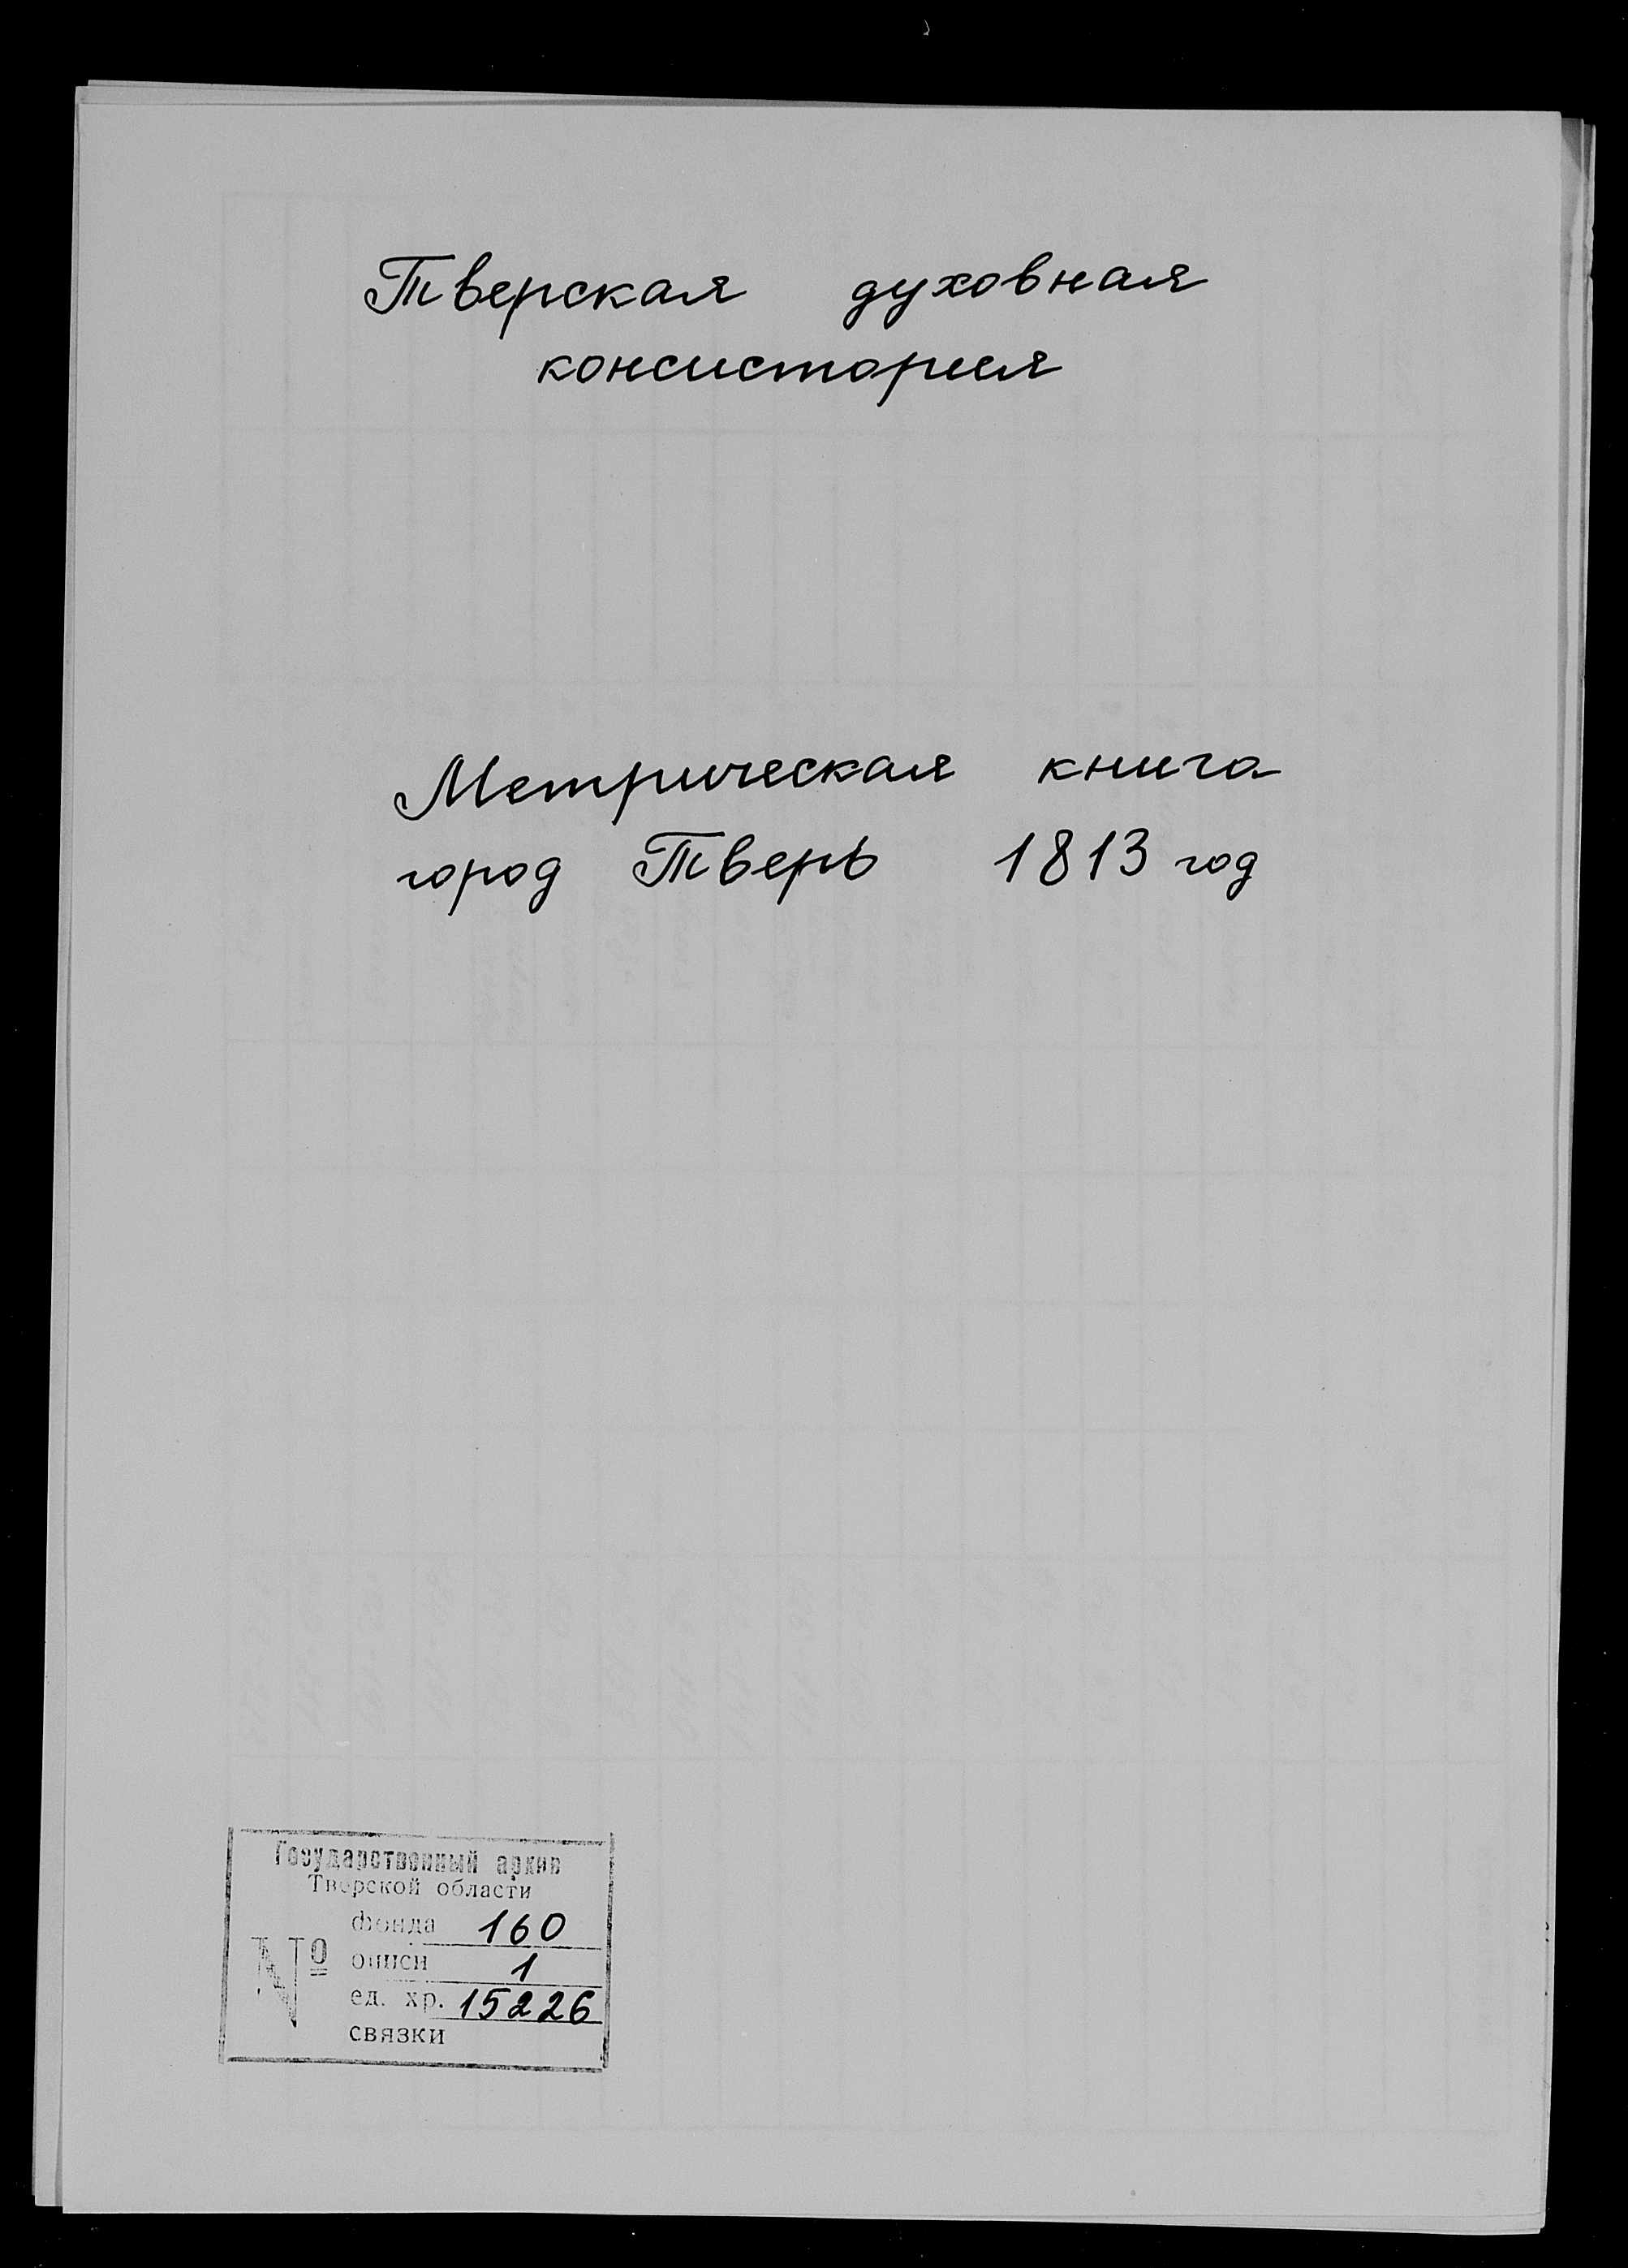 Тверская духовная
консистория
Метрическая книга
город Тверь 1813 год
Государственный архив
Тверской области
фонда 160
№ описи 1
ед. хр. 15226
связки